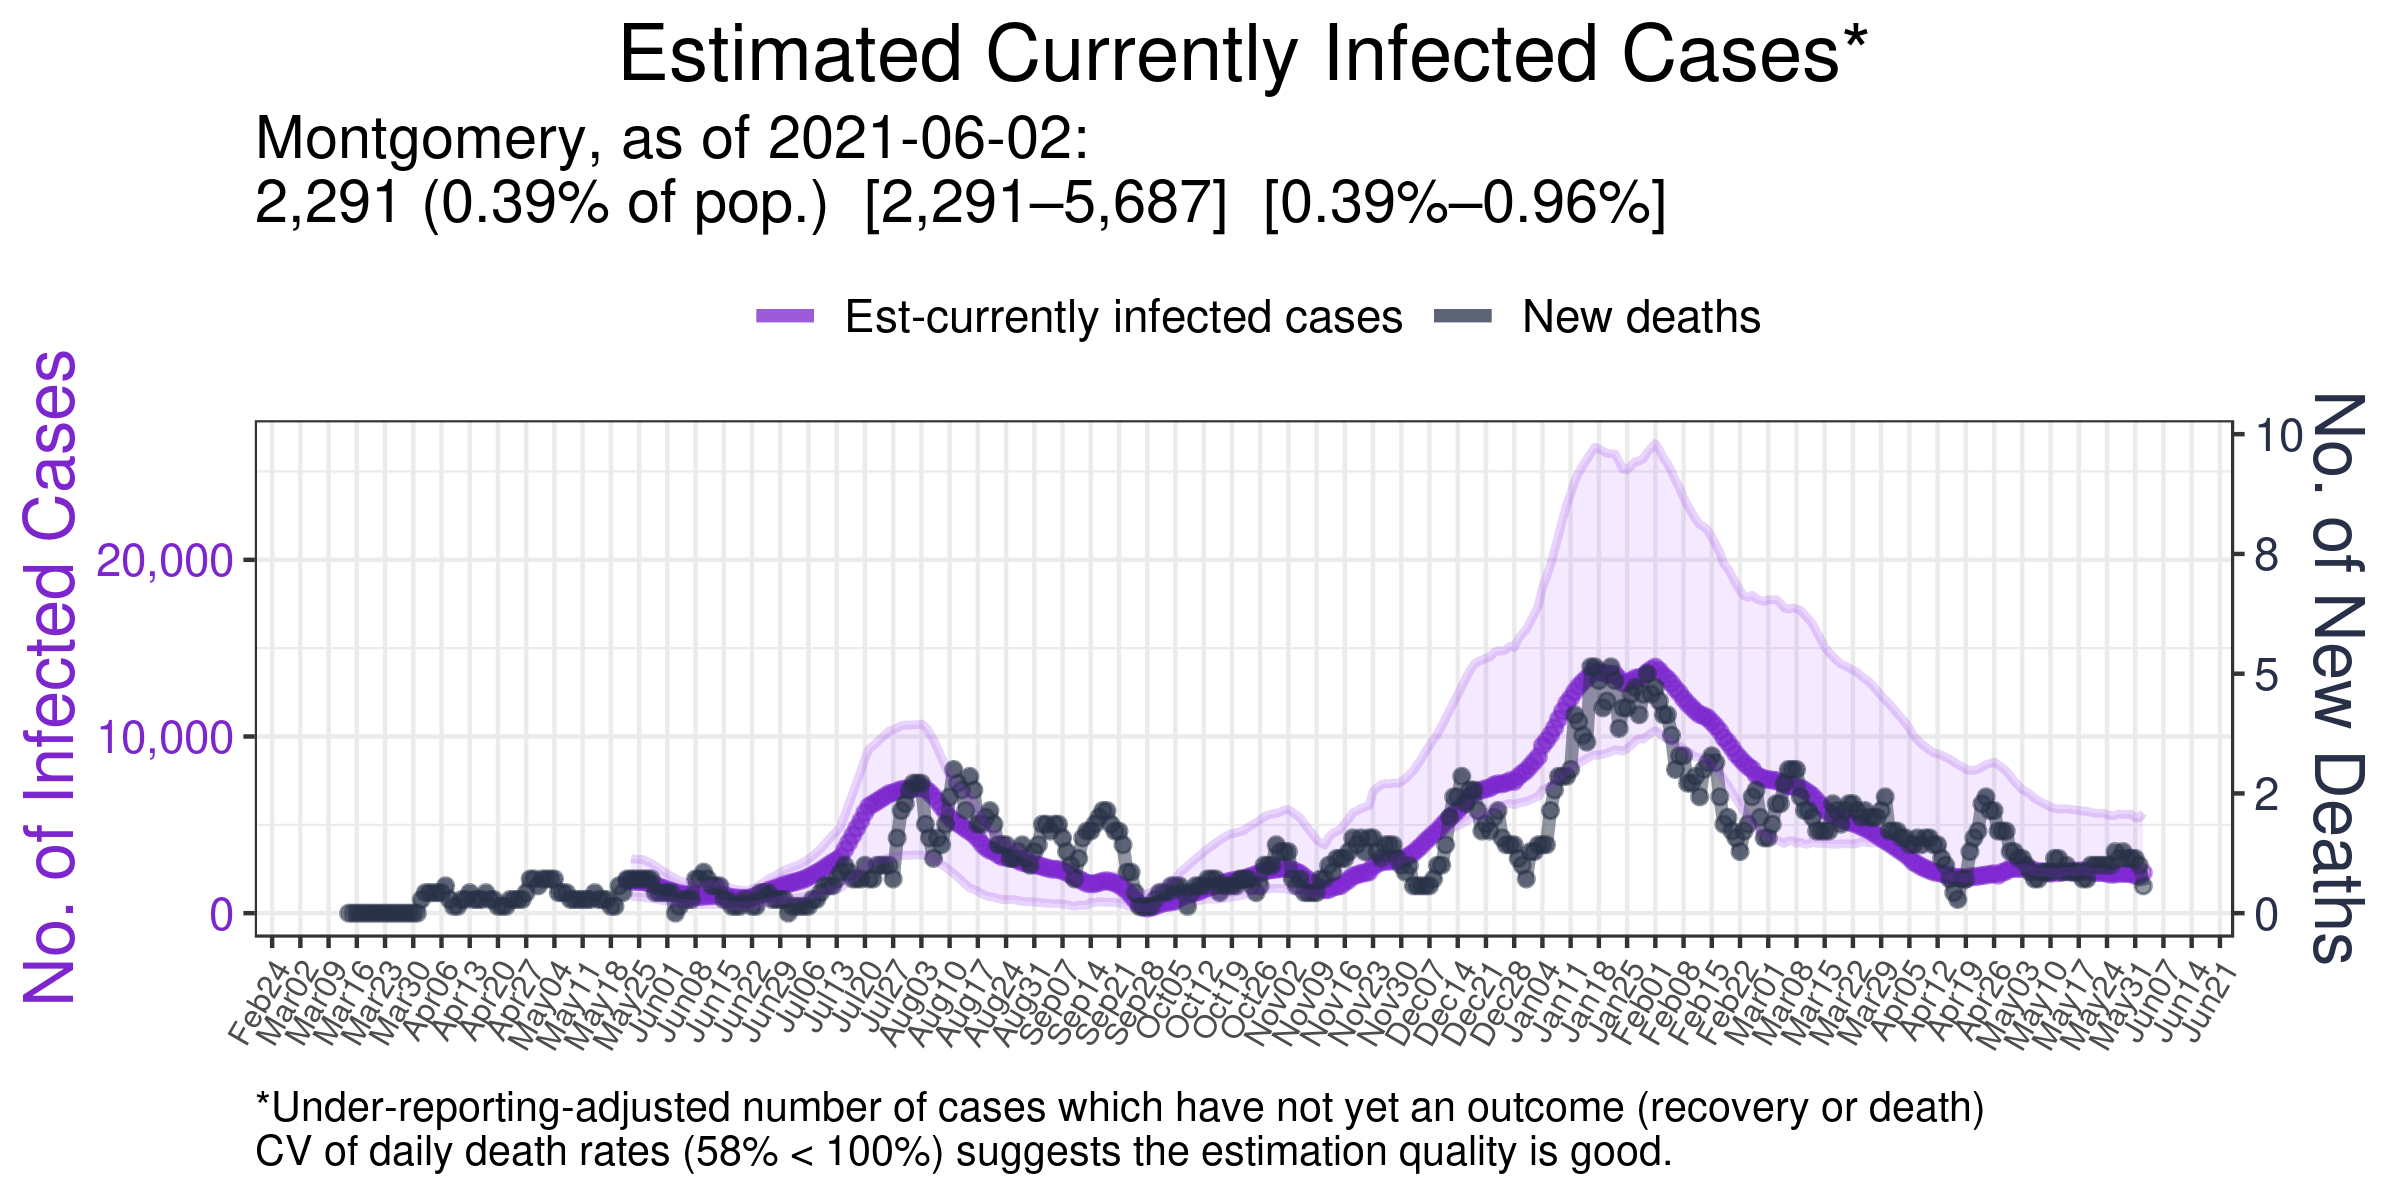 Estimated Currently Infected Cases*
Montgomery, as of 2021-06-02:
2,291 (0.39% of pop.) [2,291–5,687] [0.39%–0.96%]
Est-currently infected cases
New deaths
No. of Infected Cases
20,000
10,000
0
10
8
5
2
0
No. of New Deaths
Feb24
Mar02
Mar09
Mar16
Mar23
Mar30
Apr06
Apr13
Apr20
Apr27
May04
May11
May18
May25
Jun01
Jun08
Jun15
Jun22
Jun29
Jul06
Jul13
Jul20
Jul27
Aug03
Aug10
Aug17
Aug24
Aug31
Sep07
Sep14
Sep21
Sep28
Oct05
Oct12
Oct19
Oct26
Nov02
Nov09
Nov16
Nov23
Nov30
Dec07
Dec14
Dec21
Dec28
Jan04
Jan11
Jan18
Jan25
Feb01
Feb08
Feb15
Feb22
Mar01
Mar08
Mar15
Mar22
Mar29
Apr05
Apr12
Apr19
Apr26
May03
May10
May17
May24
May31
Jun07
Jun14
Jun21
*Under-reporting-adjusted number of cases which have not yet an outcome (recovery or death)
CV of daily death rates (58% < 100%) suggests the estimation quality is good.